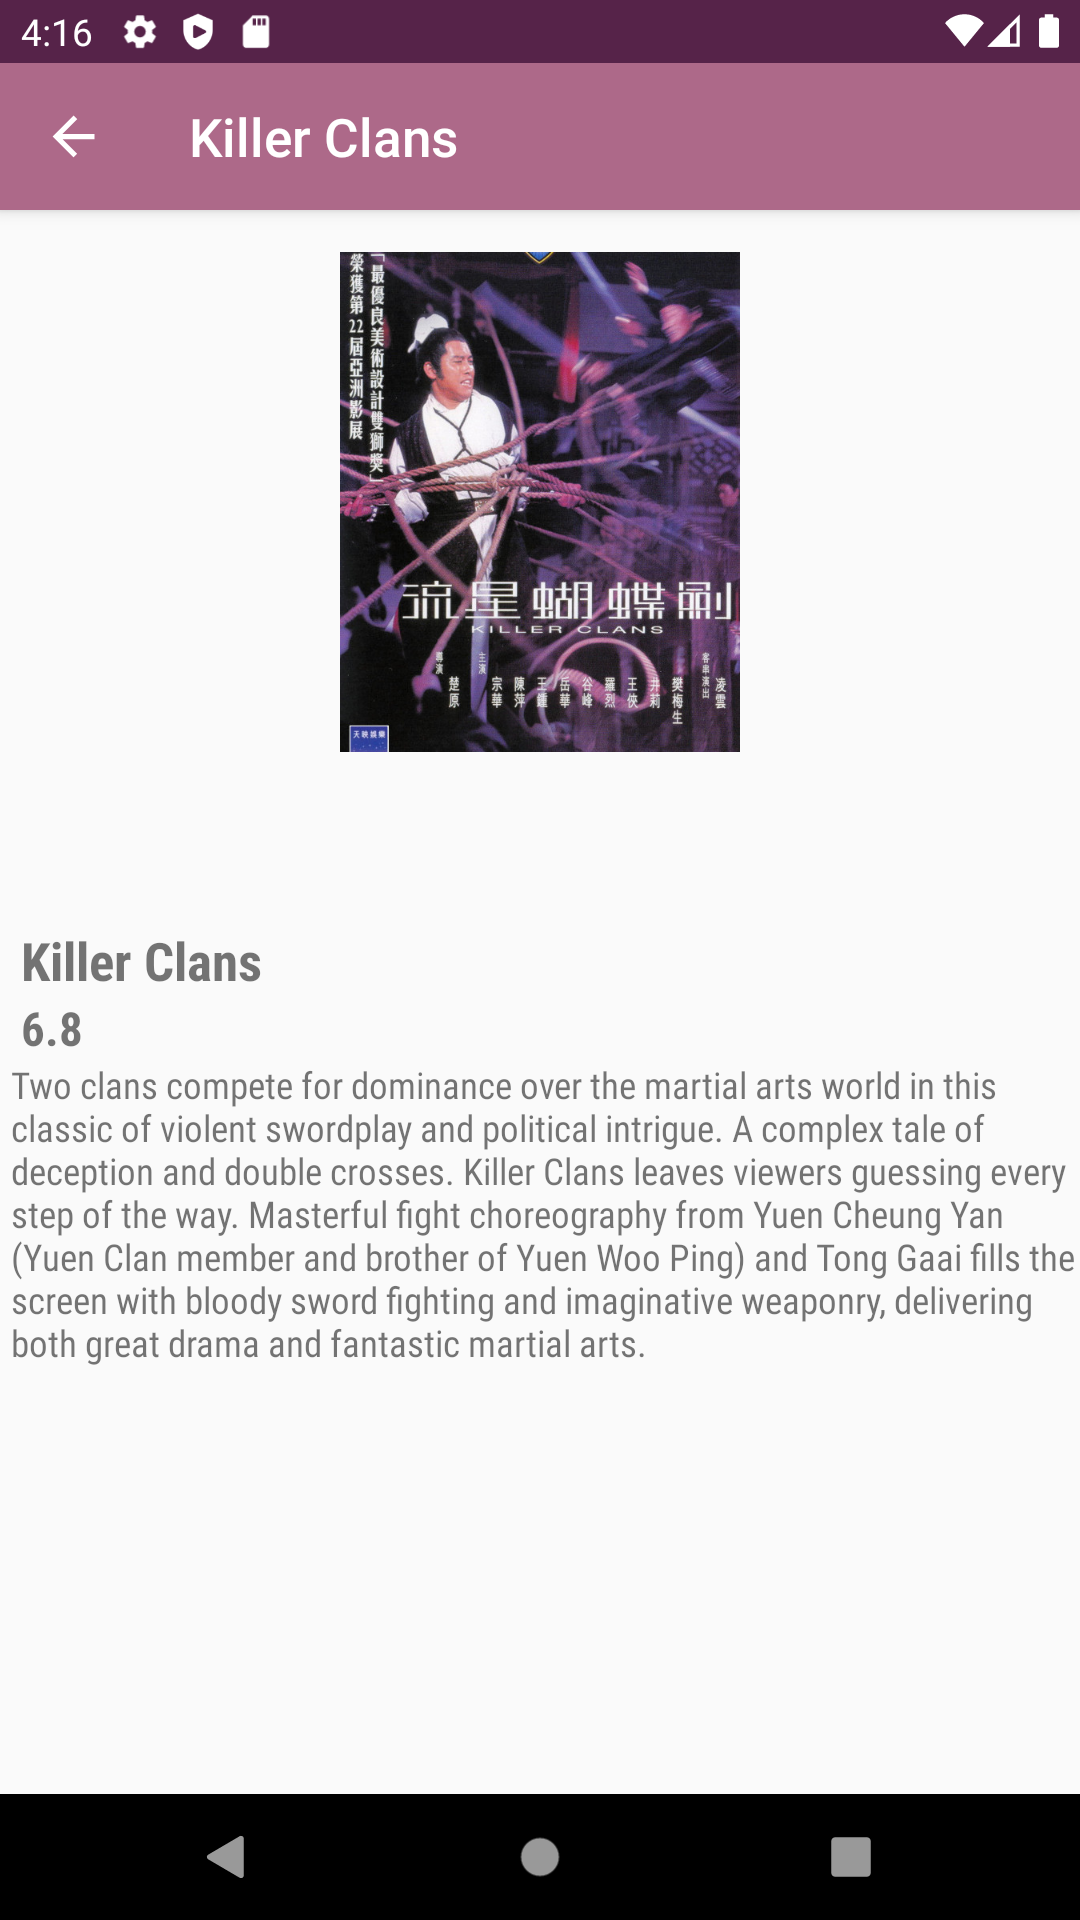 4:16
Killer Clans
「最優良美術設計雙獅獎」
榮獲第22屆亞洲影展
流星蝴蝶劍
KILLER CLANS
導演
楚原
主演
宗華
陳萍
王鍾
岳華
谷峰
羅烈
王俠
井莉
樊梅生
客串演出
凌雲
天映娛樂
Killer Clans
6.8
Two clans compete for dominance over the martial arts world in this
classic of violent swordplay and political intrigue. A complex tale of
deception and double crosses. Killer Clans leaves viewers guessing every
step of the way. Masterful fight choreography from Yuen Cheung Yan
(Yuen Clan member and brother of Yuen Woo Ping) and Tong Gaai fills the
screen with bloody sword fighting and imaginative weaponry, delivering
both great drama and fantastic martial arts.